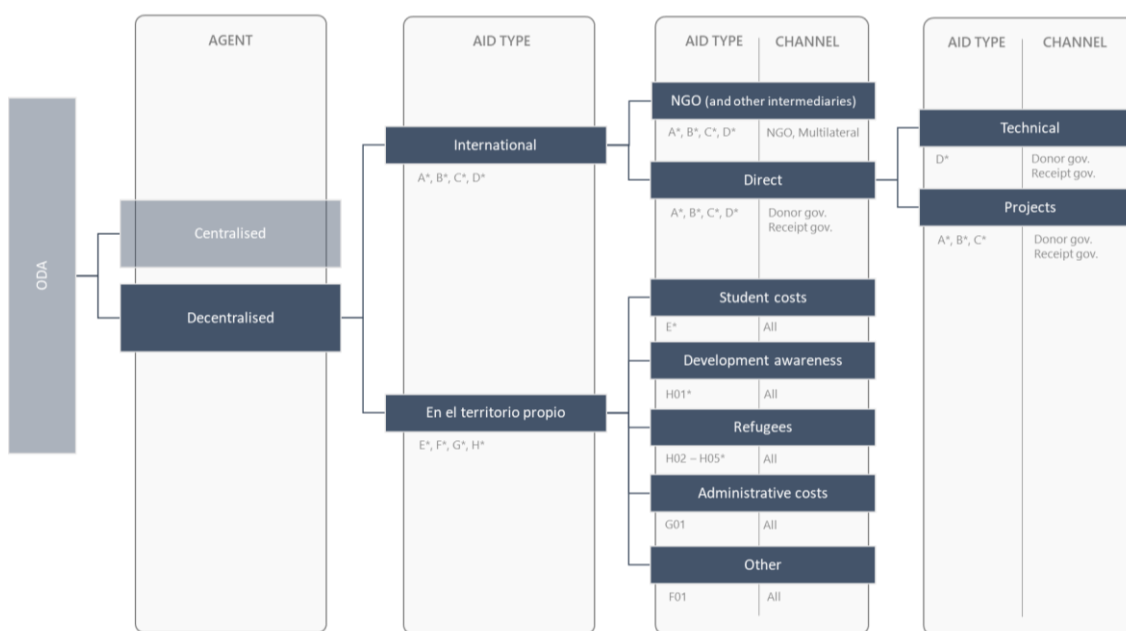 AGENT
AID TYPE
AID TYPE
CHANNEL
AID TYPE
CHANNEL
ODA
Centralised
Decentralised
International
A*, B*, C*, D*
En el territorio propio
E*, F*, G*, H*
NGO (and other intermediaries)
A*, B*, C*, D*
NGO, Multilateral
Direct
A*, B*, C*, D*
Donor gov.
Receipt gov.
Student costs
E*
All
Development awareness
H01*
All
Refugees
H02 – H05*
All
Administrative costs
G01
All
Other
F01
All
Technical
D*
Donor gov.
Receipt gov.
Projects
A*, B*, C*
Donor gov.
Receipt gov.